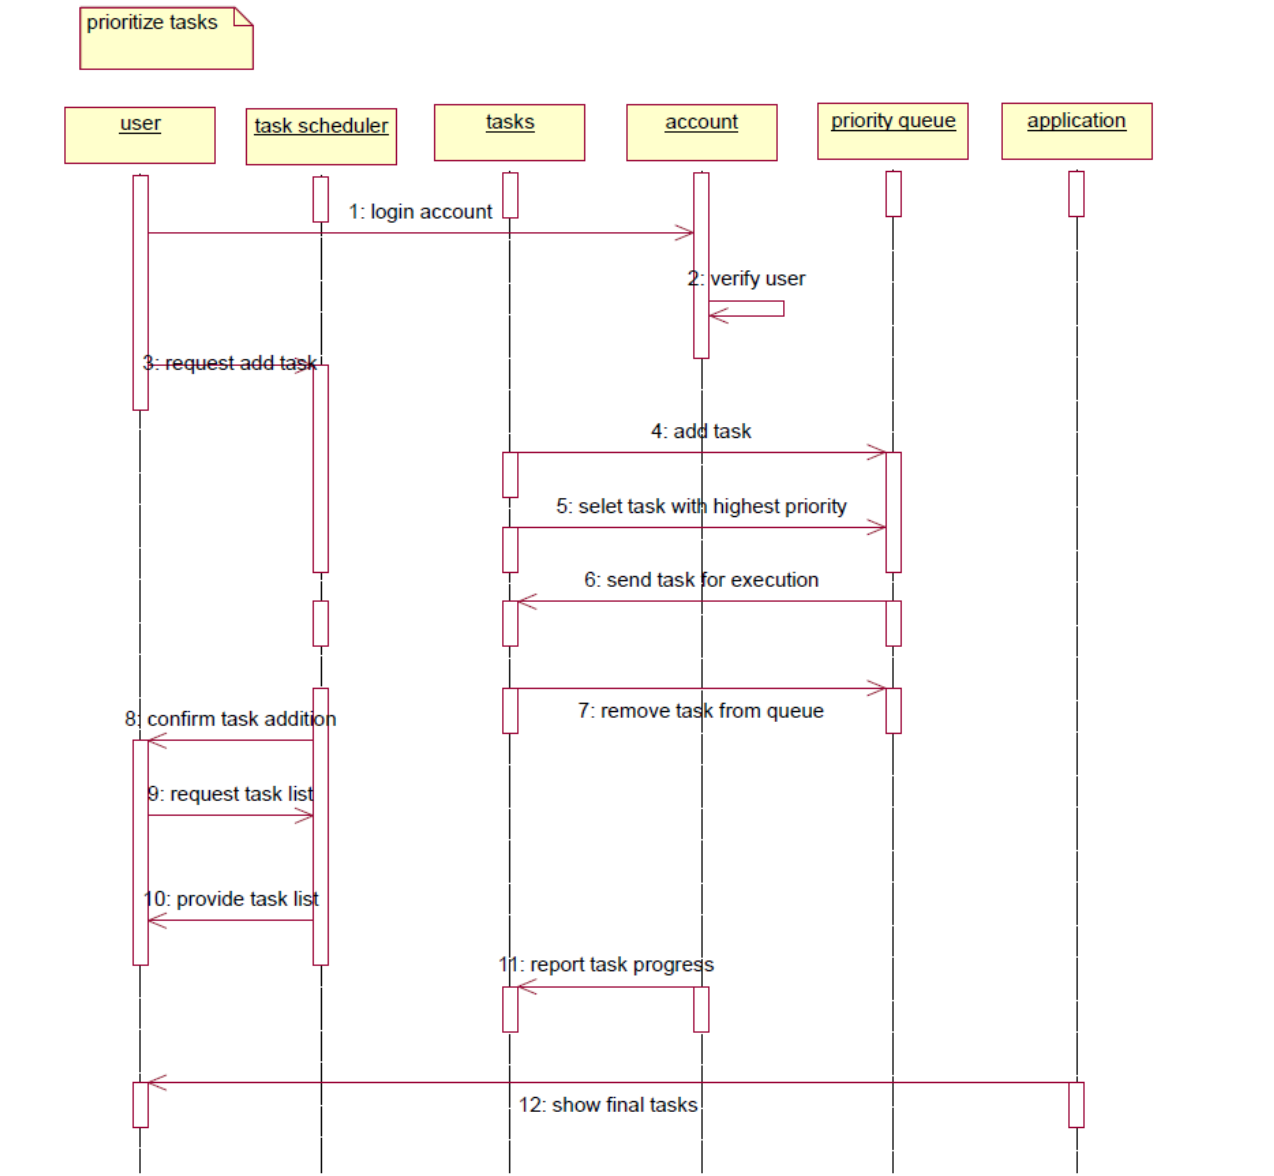 prioritize tasks
user
task scheduler
tasks
account
priority queue
application
1: login account
2: verify user
3: request add task
4: add task
5: selet task with highest priority
6: send task for execution
7: remove task from queue
8: confirm task addition
9: request task list
10: provide task list
11: report task progress
12: show final tasks